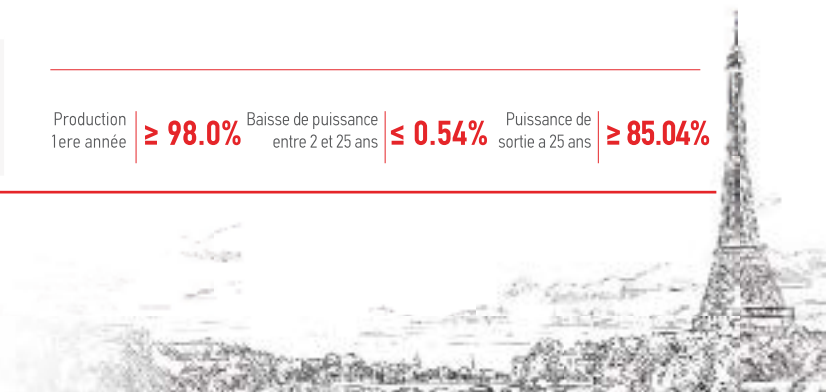 Production
1ere année
≥ 98.0%
Baisse de puissance
entre 2 et 25 ans
≤ 0.54%
Puissance de
sortie a 25 ans
≥ 85.04%